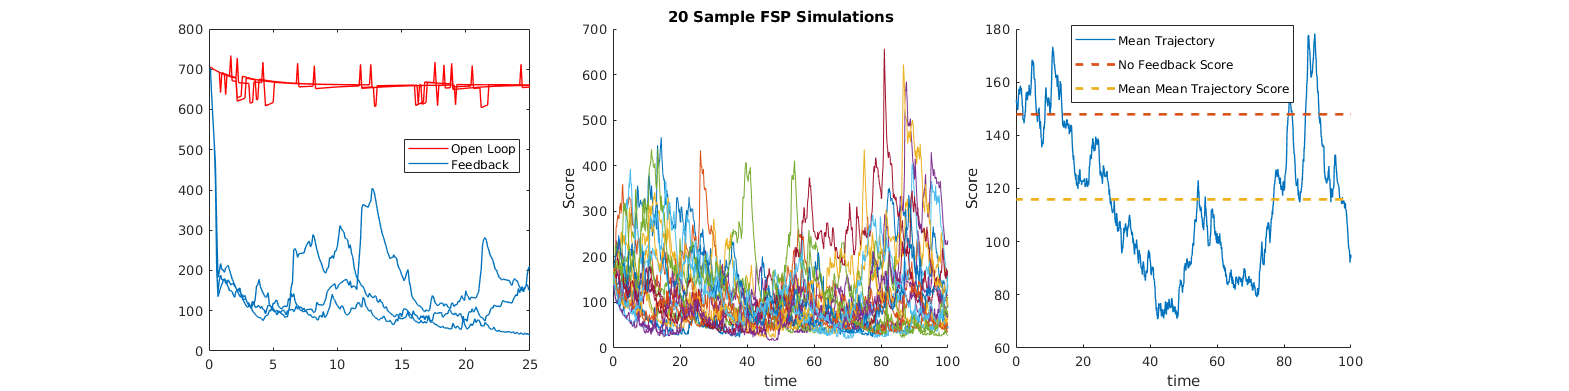 800
700
600
500
400
300
200
100
0
0 5 10 15 20 25
Open Loop
Feedback
20 Sample FSP Simulations
Score
700
600
500
400
300
200
100
0
0 20 40 60 80 100
time
Score
180
160
140
120
100
80
60
0 20 40 60 80 100
time
Mean Trajectory
No Feedback Score
Mean Mean Trajectory Score